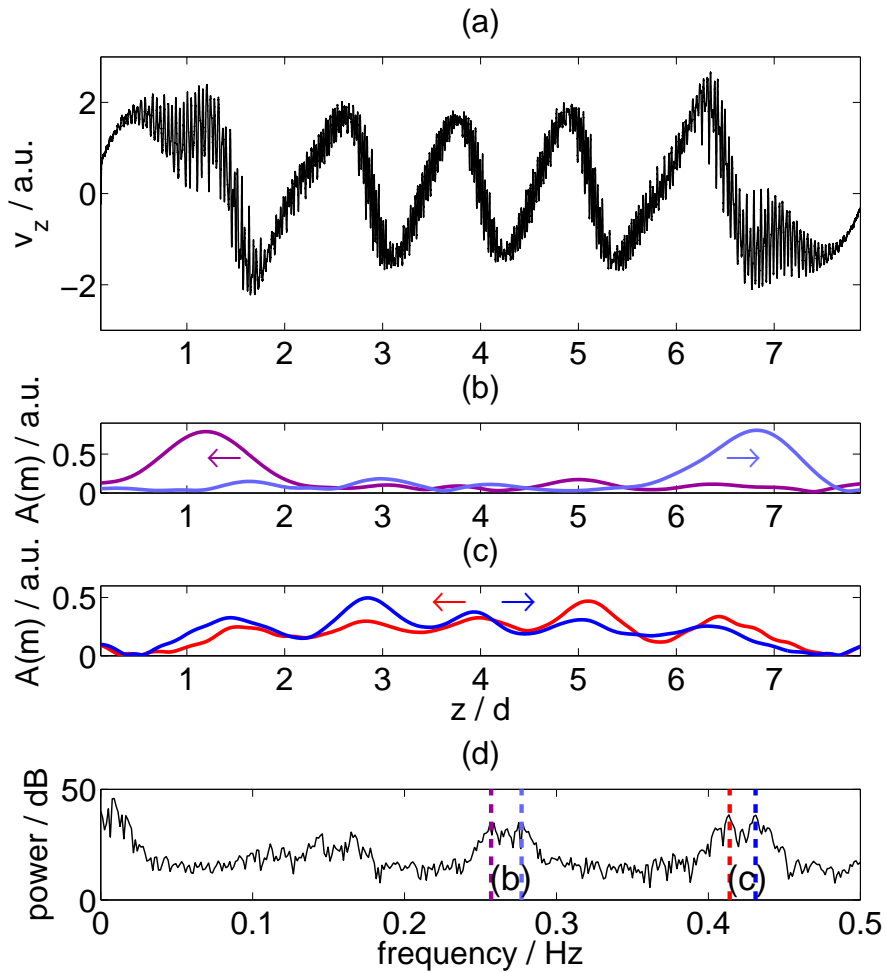 (a)
v_z / a.u.
2
0
−2
1 2 3 4 5 6 7
(b)
A(m) / a.u.
0.5
0
1 2 3 4 5 6 7
(c)
A(m) / a.u.
0.5
0
1 2 3 4 5 6 7
z / d
(d)
power / dB
50
0
(b) (c)
0 0.1 0.2 0.3 0.4 0.5
frequency / Hz